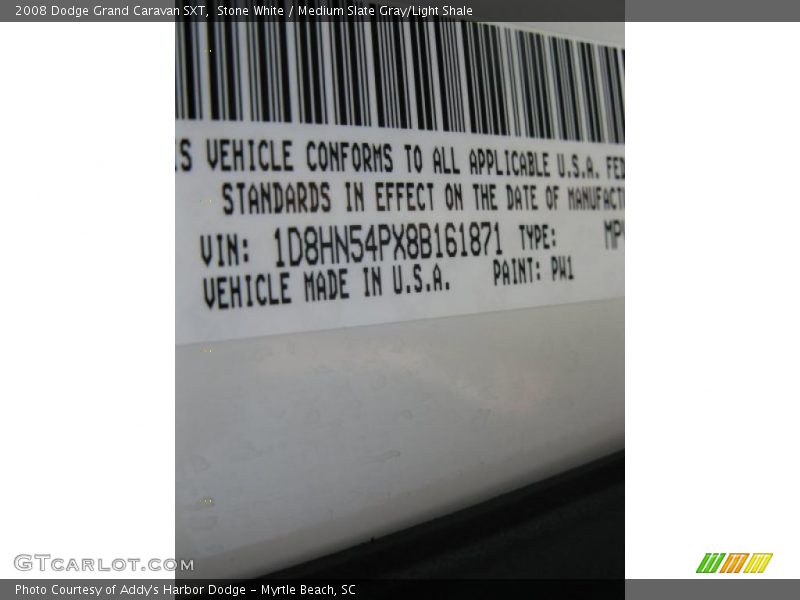 2008 Dodge Grand Caravan SXT, Stone White / Medium Slate Gray/Light Shale
S VEHICLE CONFORMS TO ALL APPLICABLE U.S.A. FED
STANDARDS IN EFFECT ON THE DATE OF MANUFACT
VIN: 1D8HN54PX8B161871 TYPE: MP
VEHICLE MADE IN U.S.A. PAINT: PW1
GTCARLOT.COM
Photo Courtesy of Addy's Harbor Dodge - Myrtle Beach, SC